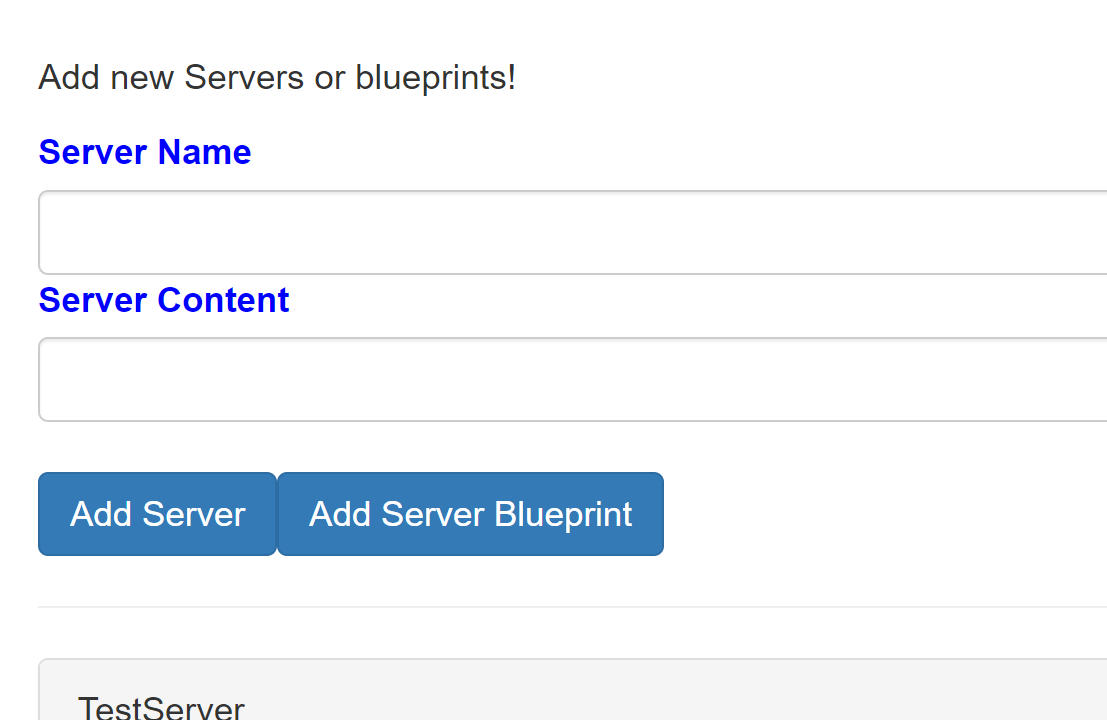 Add new Servers or blueprints!
Server Name
Server Content
Add Server Add Server Blueprint
TestServer